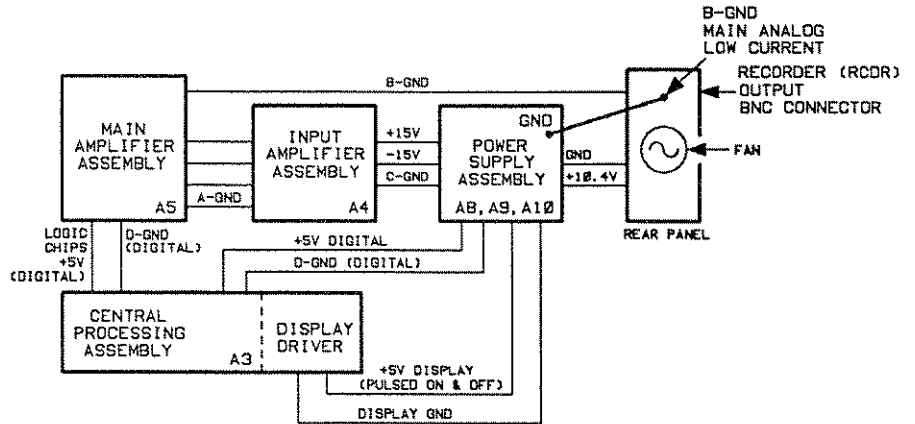 B-GND
MAIN ANALOG
LOW CURRENT
RECORDER (RCDR)
OUTPUT
BNC CONNECTOR
B-GND
GND
MAIN
AMPLIFIER
ASSEMBLY
A5
INPUT
AMPLIFIER
ASSEMBLY
A4
+15V
-15V
C-GND
POWER
SUPPLY
ASSEMBLY
A8, A9, A10
GND
+10.4V
FAN
A-GND
REAR PANEL
LOGIC
CHIPS
+5V
(DIGITAL)
D-GND
(DIGITAL)
+5V DIGITAL
D-GND (DIGITAL)
CENTRAL
PROCESSING
ASSEMBLY
A3
DISPLAY
DRIVER
+5V DISPLAY
(PULSED ON & OFF)
DISPLAY GND